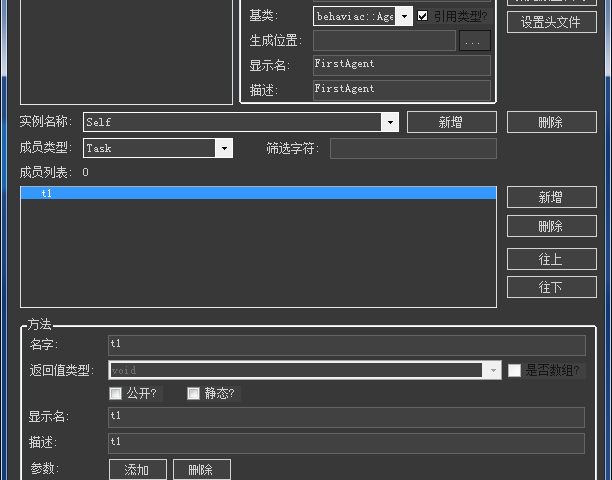 基类: behaviac::Age 引用类型?
设置头文件
生成位置: ...
显示名: FirstAgent
描述: FirstAgent
实例名称: Self 新增 删除
成员类型: Task 筛选字符:
成员列表: 0
t1 新增
删除
往上
往下
方法
名字: t1
返回值类型: void 是否数组?
公开? 静态?
显示名: t1
描述: t1
参数: 添加 删除